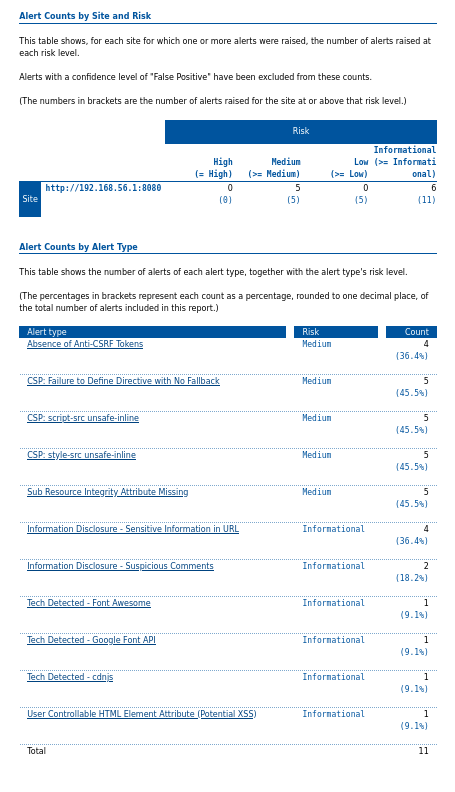 Alert Counts by Site and Risk
This table shows, for each site for which one or more alerts were raised, the number of alerts raised at
each risk level.
Alerts with a confidence level of "False Positive" have been excluded from these counts.
(The numbers in brackets are the number of alerts raised for the site at or above that risk level.)
Risk
Informational
High Medium Low (>= Informati
(= High) (>= Medium) (>= Low) onal)
http://192.168.56.1:8080 0 5 0 6
Site (0) (5) (5) (11)
Alert Counts by Alert Type
This table shows the number of alerts of each alert type, together with the alert type's risk level.
(The percentages in brackets represent each count as a percentage, rounded to one decimal place, of
the total number of alerts included in this report.)
Alert type Risk Count
Absence of Anti-CSRF Tokens Medium 4
(36.4%)
CSP: Failure to Define Directive with No Fallback Medium 5
(45.5%)
CSP: script-src unsafe-inline Medium 5
(45.5%)
CSP: style-src unsafe-inline Medium 5
(45.5%)
Sub Resource Integrity Attribute Missing Medium 5
(45.5%)
Information Disclosure - Sensitive Information in URL Informational 4
(36.4%)
Information Disclosure - Suspicious Comments Informational 2
(18.2%)
Tech Detected - Font Awesome Informational 1
(9.1%)
Tech Detected - Google Font API Informational 1
(9.1%)
Tech Detected - cdnjs Informational 1
(9.1%)
User Controllable HTML Element Attribute (Potential XSS) Informational 1
(9.1%)
Total 11